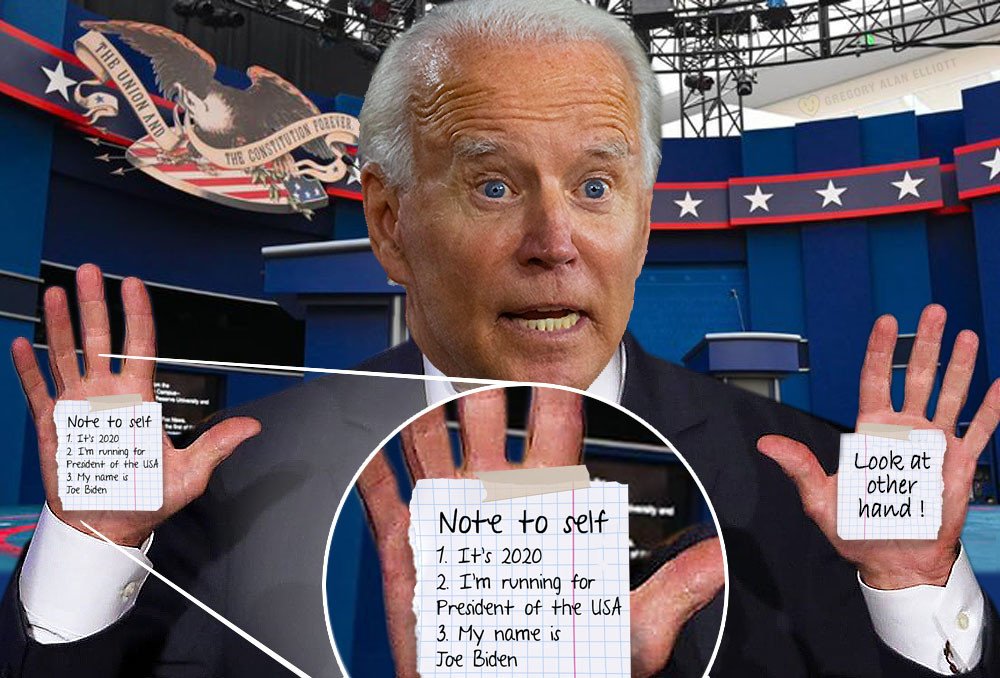 THE UNION AND
THE CONSTITUTION FOREVER
GREGORY ALAN ELLIOTT
Note to self
1. It's 2020
2. I'm running for
President of the USA
3. My name is
Joe Biden
Look at
other
hand !
Note to self
1. It's 2020
2. I'm running for
President of the USA
3. My name is
Joe Biden